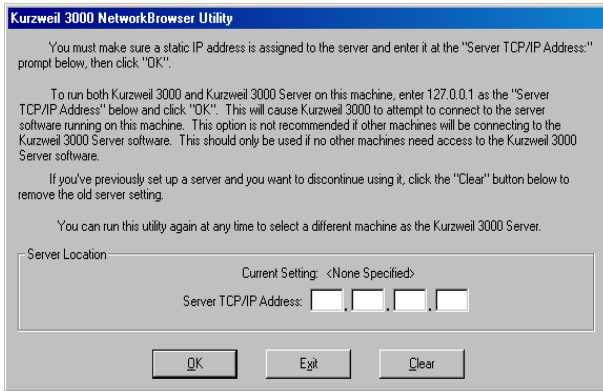 Kurzweil 3000 NetworkBrowser Utility
You must make sure a static IP address is assigned to the server and enter it at the "Server TCP/IP Address:"
prompt below, then click "OK".
To run both Kurzweil 3000 and Kurzweil 3000 Server on this machine, enter 127.0.0.1 as the "Server
TCP/IP Address" below and click "OK". This will cause Kurzweil 3000 to attempt to connect to the server
software running on this machine. This option is not recommended if other machines will be connecting to the
Kurzweil 3000 Server software. This should only be used if no other machines need access to the Kurzweil 3000
Server software.
If you've previously set up a server and you want to discontinue using it, click the "Clear" button below to
remove the old server setting.
You can run this utility again at any time to select a different machine as the Kurzweil 3000 Server.
Server Location
Current Setting: <None Specified>
Server TCP/IP Address: . . .
OK Exit Clear